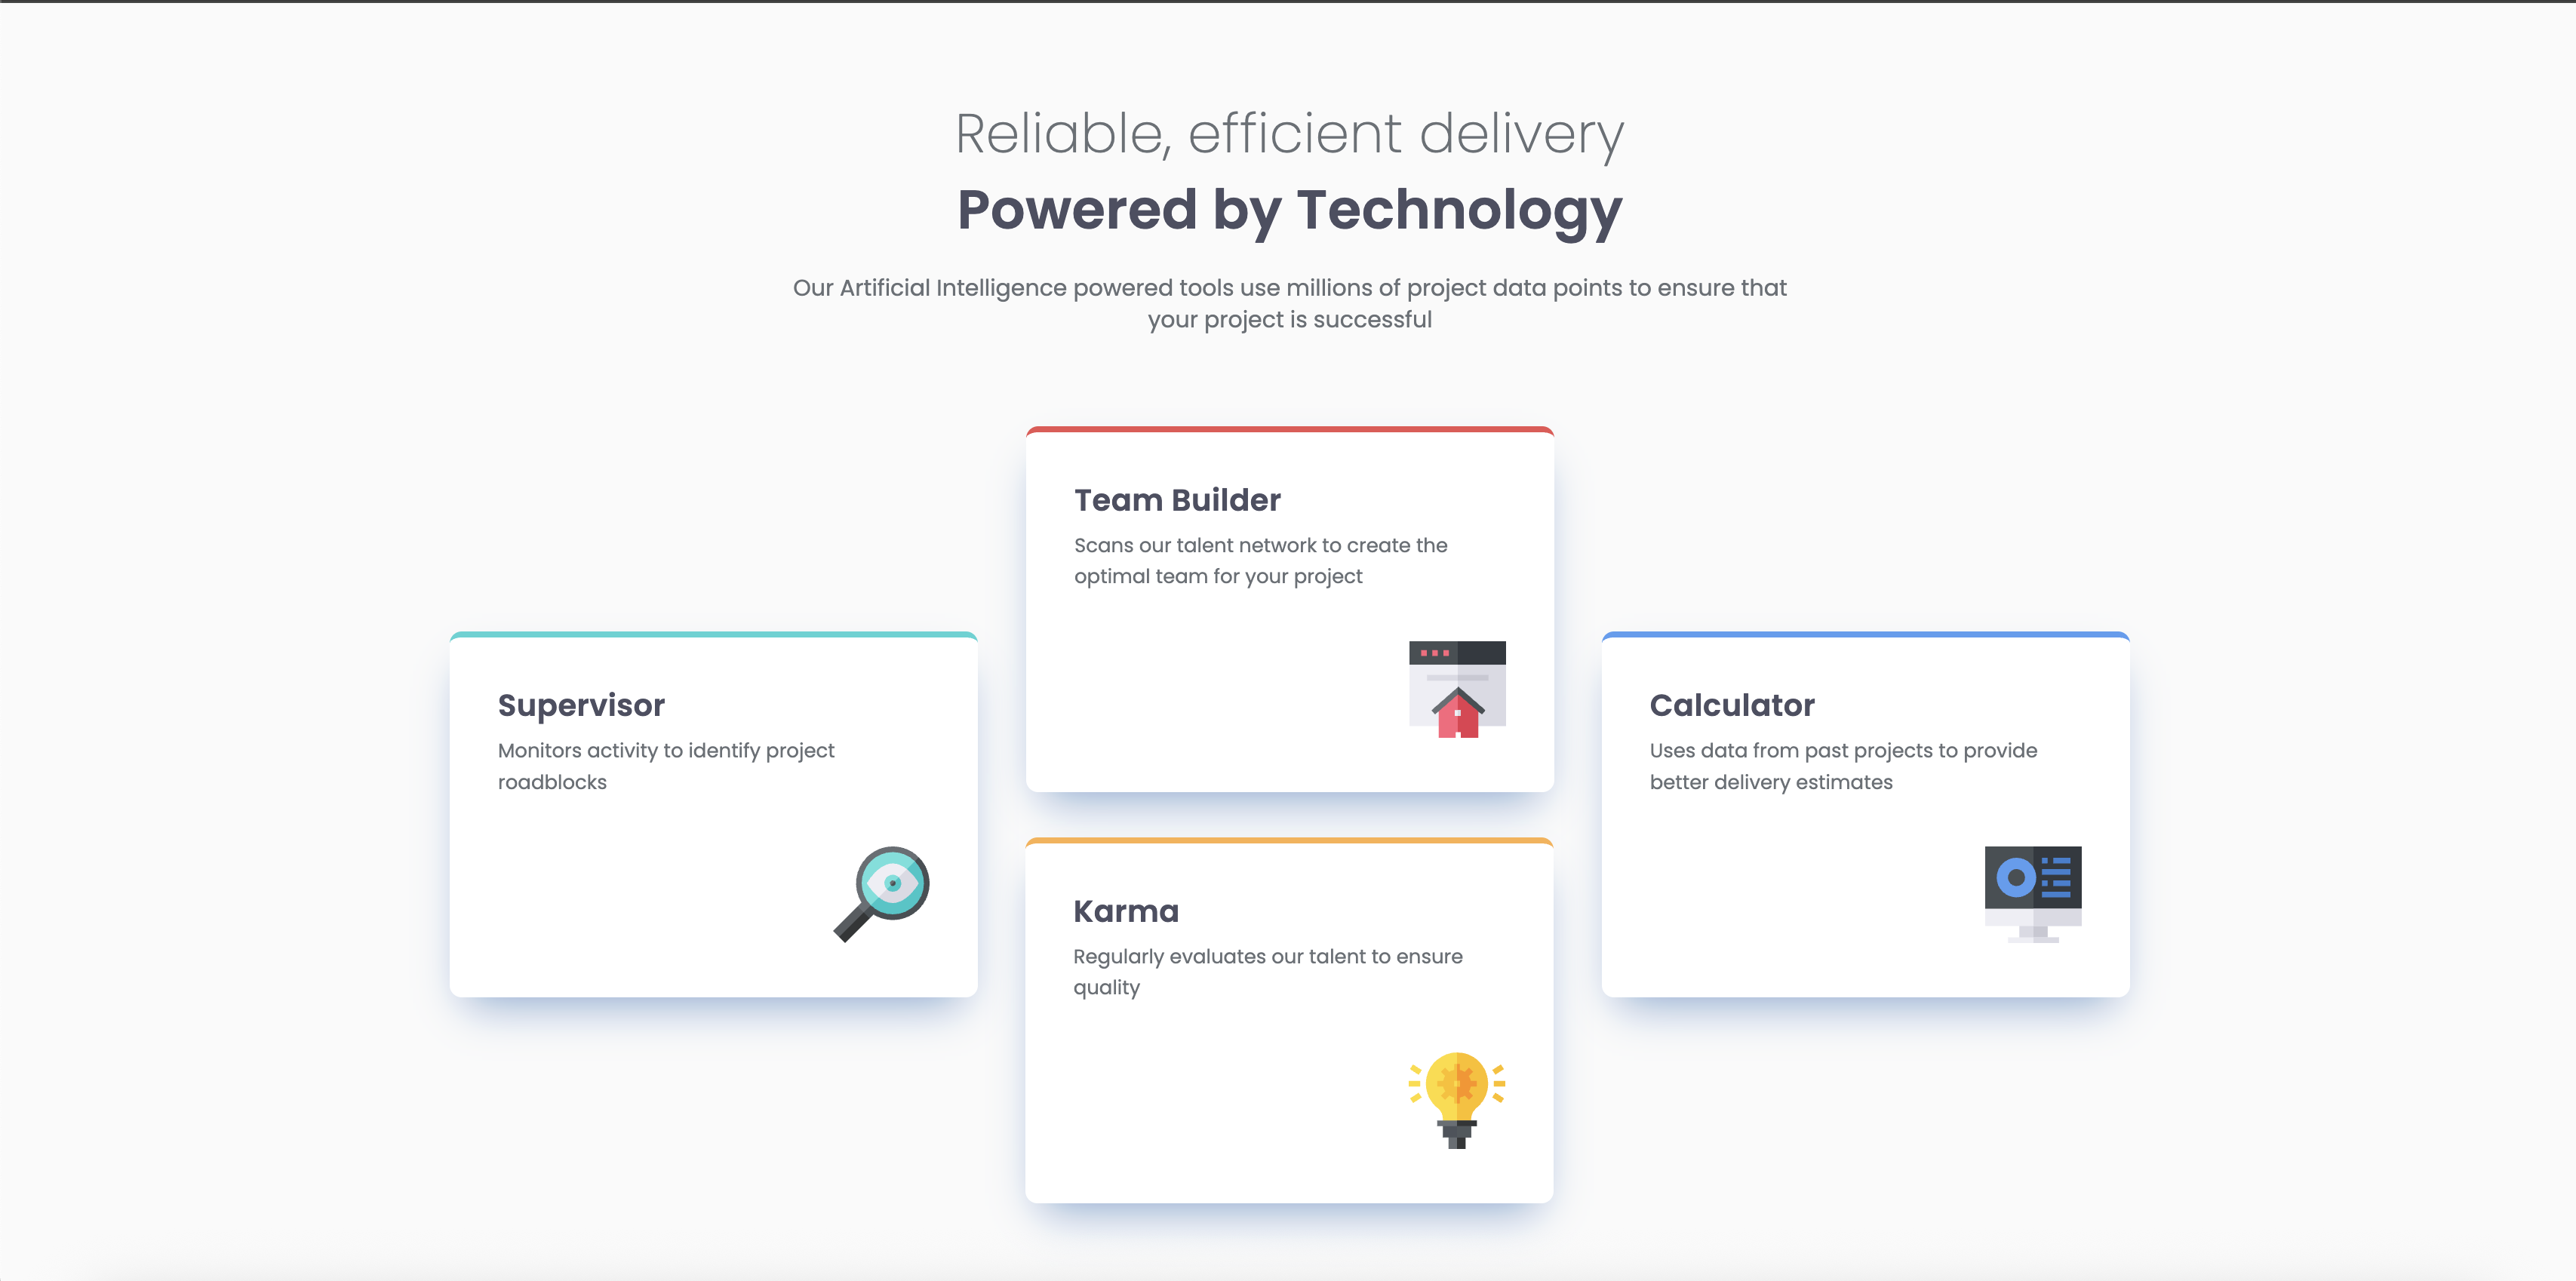 Reliable, efficient delivery
Powered by Technology
Our Artificial Intelligence powered tools use millions of project data points to ensure that
your project is successful
Team Builder
Scans our talent network to create the
optimal team for your project
Supervisor
Monitors activity to identify project
roadblocks
Calculator
Uses data from past projects to provide
better delivery estimates
Karma
Regularly evaluates our talent to ensure
quality